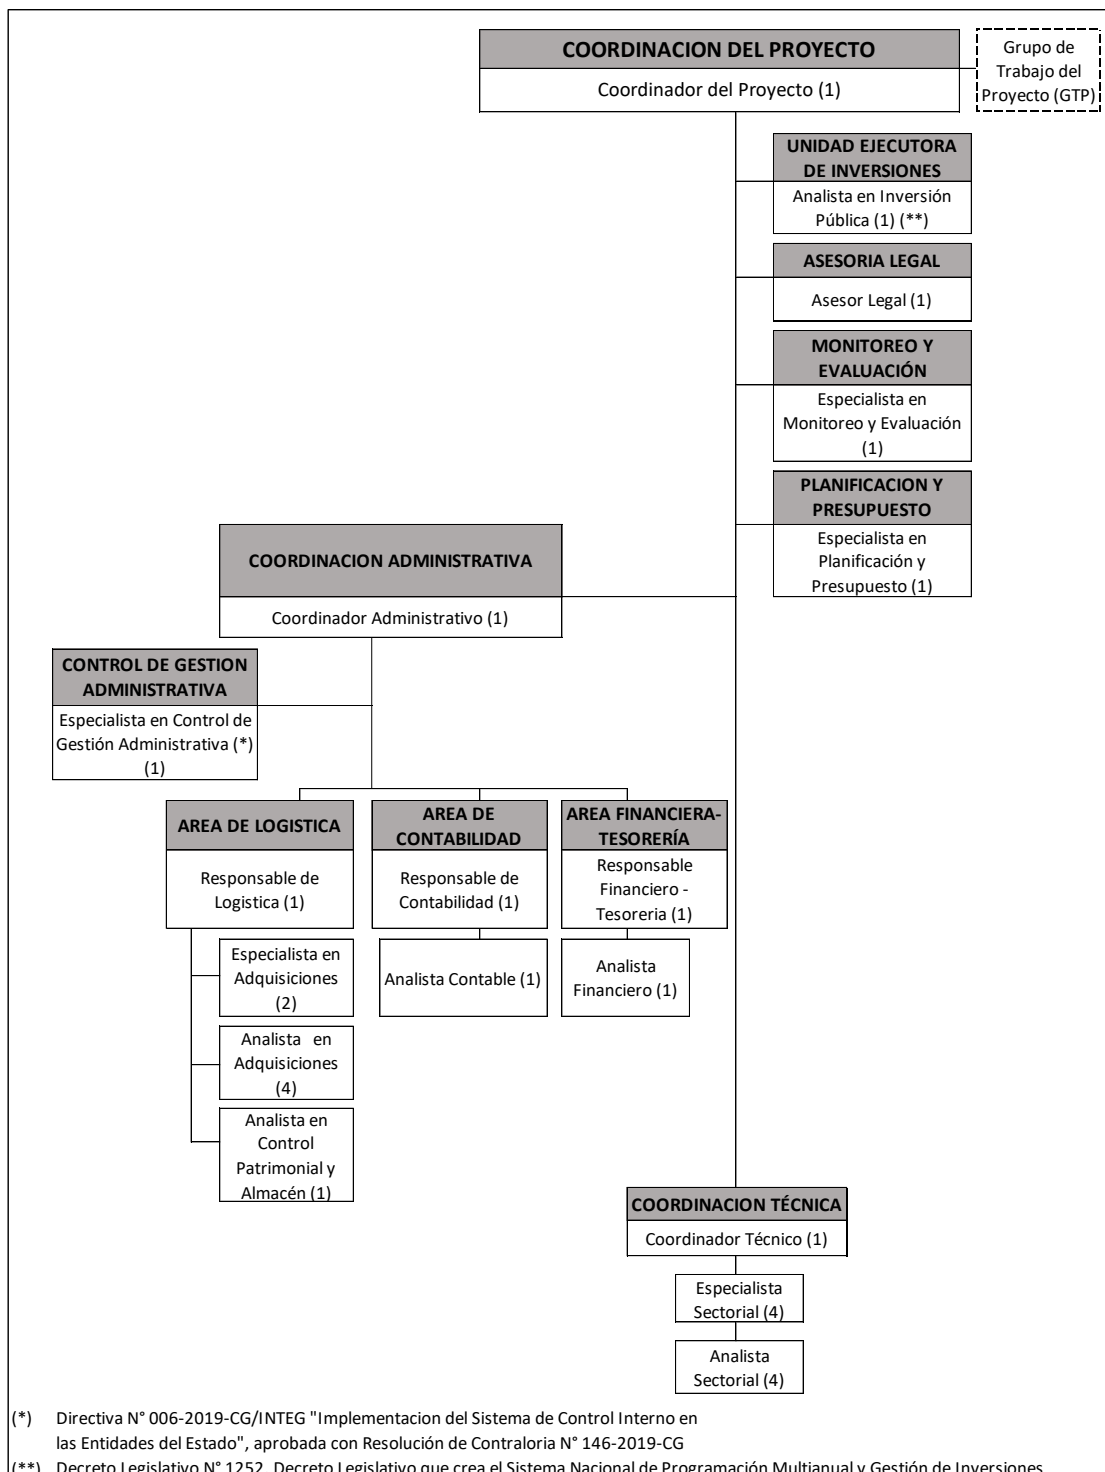 COORDINACION DEL PROYECTO
Coordinador del Proyecto (1)
Grupo de
Trabajo del
Proyecto (GTP)
UNIDAD EJECUTORA
DE INVERSIONES
Analista en Inversión
Pública (1) (**)
ASESORIA LEGAL
Asesor Legal (1)
MONITOREO Y
EVALUACIÓN
Especialista en
Monitoreo y Evaluación
(1)
PLANIFICACION Y
PRESUPUESTO
Especialista en
Planificación y
Presupuesto (1)
COORDINACION ADMINISTRATIVA
Coordinador Administrativo (1)
CONTROL DE GESTION
ADMINISTRATIVA
Especialista en Control de
Gestión Administrativa (*)
(1)
AREA DE LOGISTICA
Responsable de
Logistica (1)
AREA DE
CONTABILIDAD
Responsable de
Contabilidad (1)
AREA FINANCIERA-
TESORERÍA
Responsable
Financiero -
Tesoreria (1)
Especialista en
Adquisiciones
(2)
Analista Contable (1)
Analista
Financiero (1)
Analista en
Adquisiciones
(4)
Analista en
Control
Patrimonial y
Almacén (1)
COORDINACION TÉCNICA
Coordinador Técnico (1)
Especialista
Sectorial (4)
Analista
Sectorial (4)
(*) Directiva N° 006-2019-CG/INTEG "Implementacion del Sistema de Control Interno en
las Entidades del Estado", aprobada con Resolución de Contraloria N° 146-2019-CG
(**) Decreto Legislativo N° 1252, Decreto Legislativo que crea el Sistema Nacional de Programación Multianual y Gestión de Inversiones